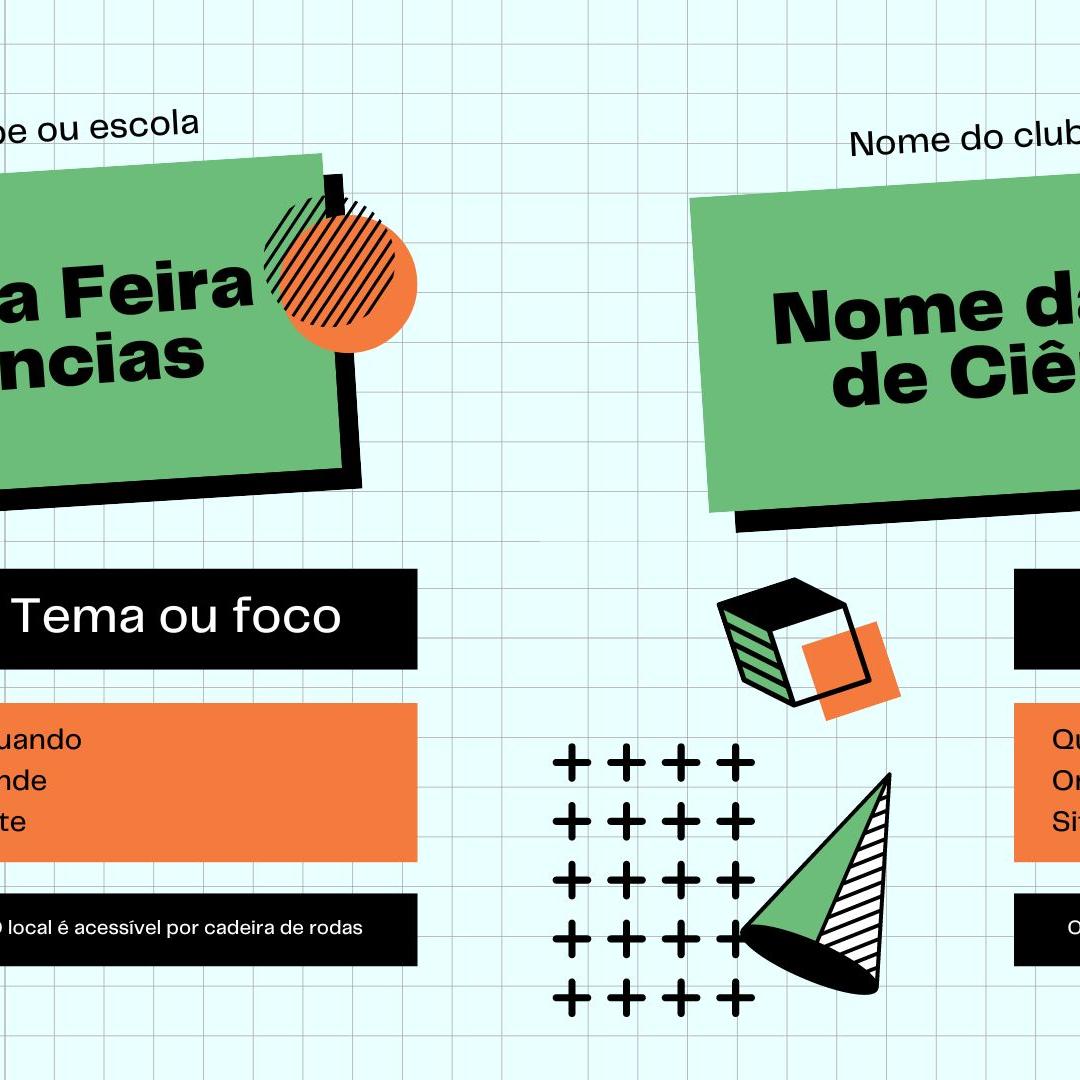 be ou escola
a Feira
ncias
Tema ou foco
uando
nde
te
local é acessível por cadeira de rodas
Nome do club
Nome da
de Ciê
Qu
On
Sit
O